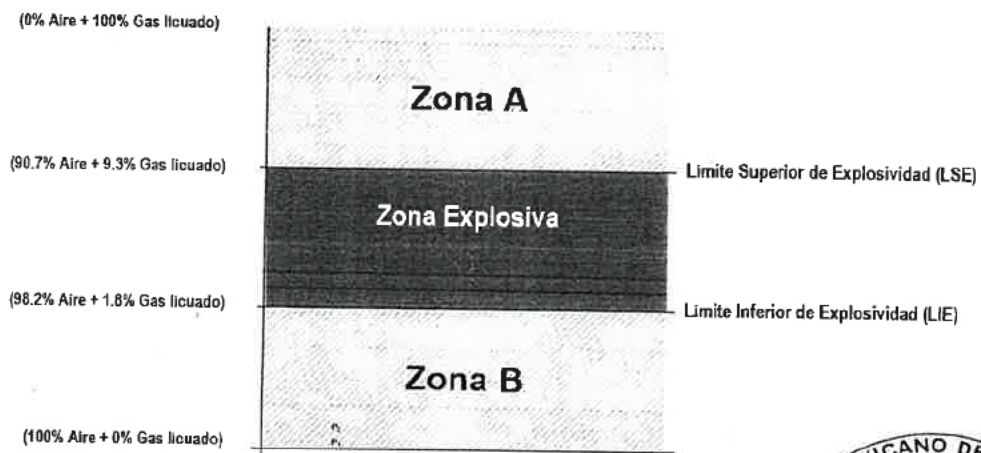 (0% Aire + 100% Gas licuado)
Zona A
(90.7% Aire + 9.3% Gas licuado)
Limite Superior de Explosividad (LSE)
Zona Explosiva
(98.2% Aire + 1.8% Gas licuado)
Limite Inferior de Explosividad (LIE)
Zona B
(100% Aire + 0% Gas licuado)
ICANO DE